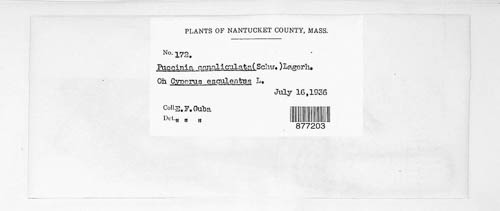 PLANTS OF NANTUCKET COUNTY, MASS.
No. 172.
Puccinia canaliculata(Schw.)Lagerh.
On Cyperus esculentus L.
July 16,1936
Coll.E.F.Guba
Det. " " "
877203